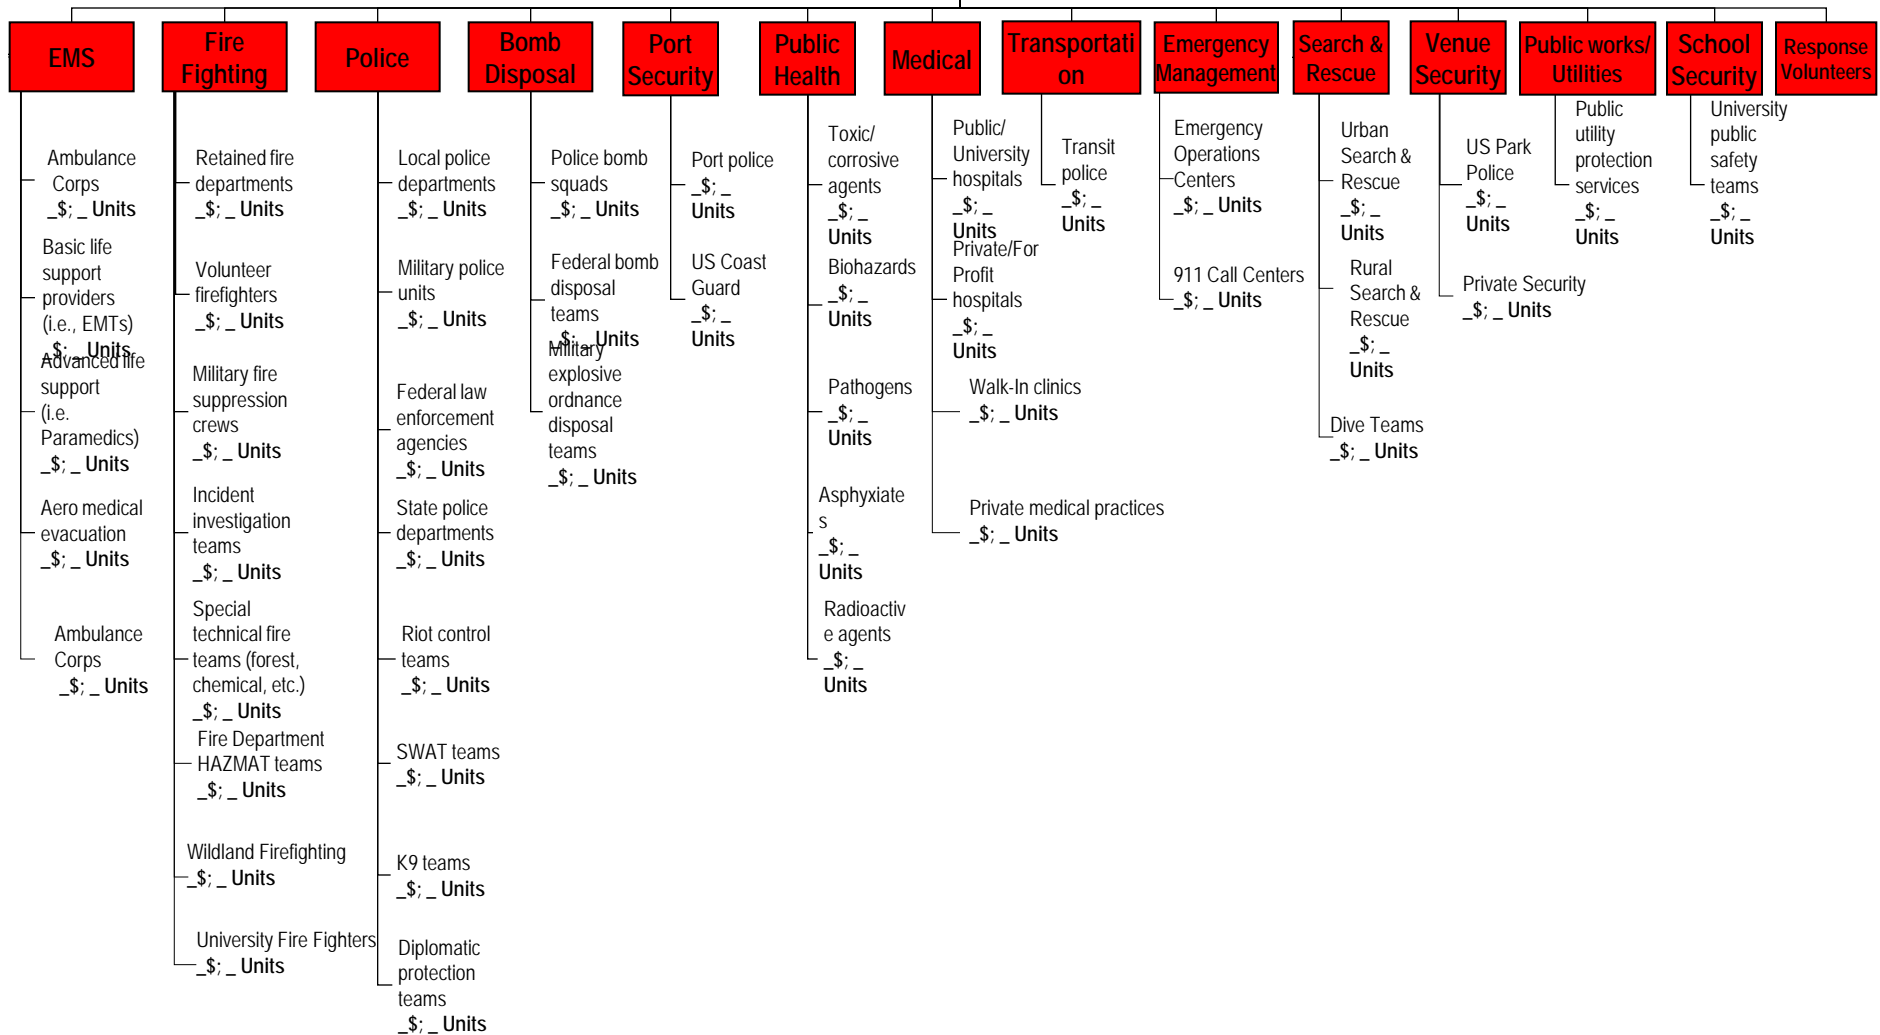 EMS
Fire
Fighting
Police
Bomb
Disposal
Port
Security
Public
Health
Medical
Transportati
on
Emergency
Management
Search &
Rescue
Venue
Security
Public works/
Utilities
School
Security
Response
Volunteers
Ambulance
Corps
_$; _ Units
Basic life
support
providers
(i.e., EMTs)
_$; _ Units
Advanced life
support
(i.e.
Paramedics)
_$; _ Units
Aero medical
evacuation
_$; _ Units
Ambulance
Corps
_$; _ Units
Retained fire
departments
_$; _ Units
Volunteer
firefighters
_$; _ Units
Military fire
suppression
crews
_$; _ Units
Incident
investigation
teams
_$; _ Units
Special
technical fire
teams (forest,
chemical, etc.)
_$; _ Units
Fire Department
HAZMAT teams
_$; _ Units
Wildland Firefighting
_$; _ Units
University Fire Fighters
_$; _ Units
Local police
departments
_$; _ Units
Military police
units
_$; _ Units
Federal law
enforcement
agencies
_$; _ Units
State police
departments
_$; _ Units
Riot control
teams
_$; _ Units
SWAT teams
_$; _ Units
K9 teams
_$; _ Units
Diplomatic
protection
teams
_$; _ Units
Police bomb
squads
_$; _ Units
Federal bomb
disposal
teams
_$; _ Units
Military
explosive
ordnance
disposal
teams
_$; _ Units
Port police
_$; _
Units
US Coast
Guard
_$; _
Units
Toxic/
corrosive
agents
_$; _
Units
Biohazards
_$; _
Units
Pathogens
_$; _
Units
Asphyxiate
s
_$; _
Units
Radioactiv
e agents
_$; _
Units
Public/
University
hospitals
_$; _
Units
Private/For
Profit
hospitals
_$; _
Units
Walk-In clinics
_$; _ Units
Private medical practices
_$; _ Units
Transit
police
_$; _
Units
Emergency
Operations
Centers
_$; _ Units
911 Call Centers
_$; _ Units
Urban
Search &
Rescue
_$; _
Units
Rural
Search &
Rescue
_$; _
Units
Dive Teams
_$; _ Units
US Park
Police
_$; _
Units
Private Security
_$; _ Units
Public
utility
protection
services
_$; _
Units
University
public
safety
teams
_$; _
Units